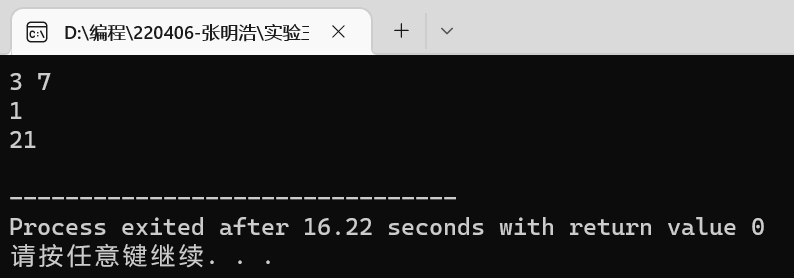 D:\编程\220406-张明浩\实验三
3 7
1
21
--------------------------------
Process exited after 16.22 seconds with return value 0
请按任意键继续. . .